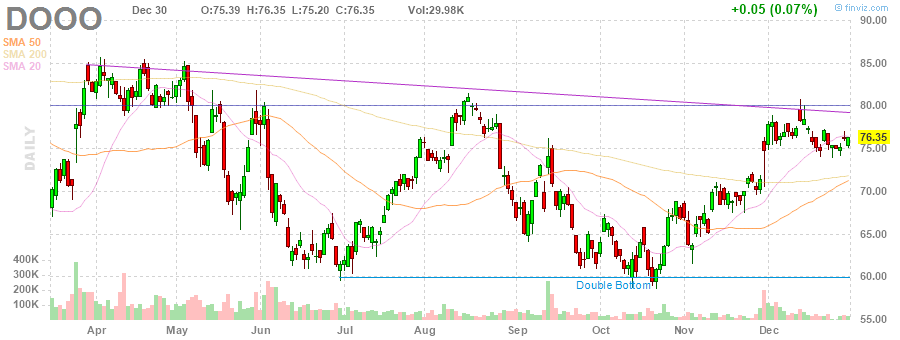 DOOO Dec 30 O:75.39 H:76.35 L:75.20 C:76.35 Vol:29.98K +0.05 (0.07%) © finviz.com
90.00
SMA 50
SMA 200
SMA 20
85.00
80.00
DAILY
76.35
75.00
70.00
65.00
400K
300K
60.00
200K
Double Bottom
100K
55.00
Apr May Jun Jul Aug Sep Oct Nov Dec